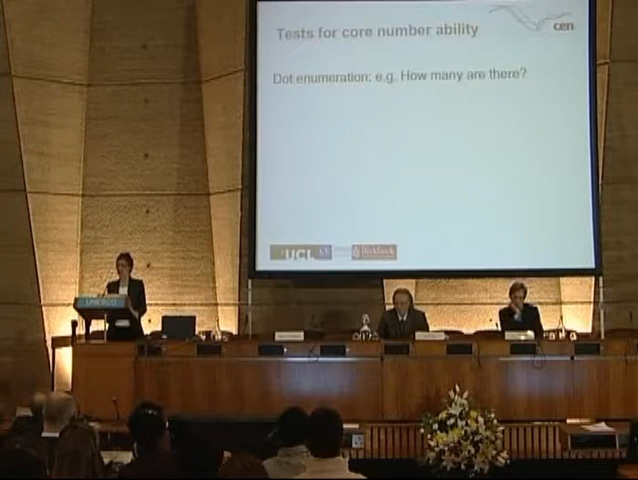 Tests for core number ability
cen
Dot enumeration: e.g. How many are there?
UCL
Birkbeck
UNESCO